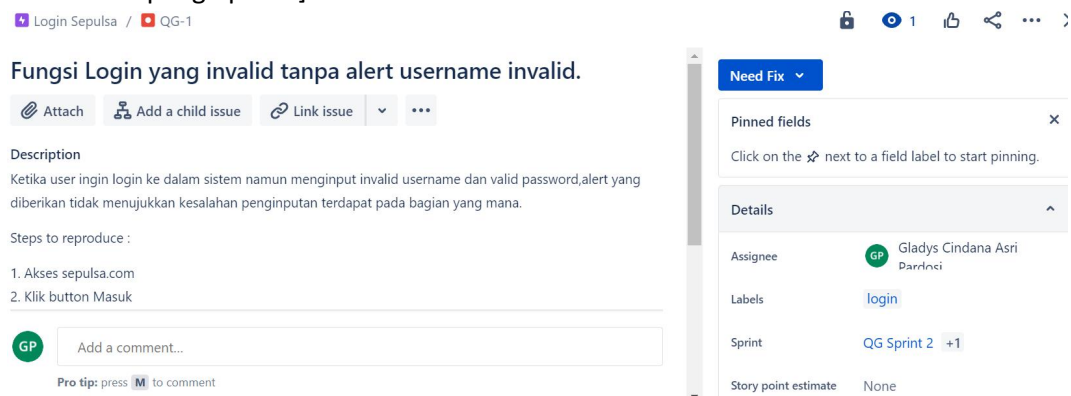 Login Sepulsa / QG-1
1
Fungsi Login yang invalid tanpa alert username invalid.
Attach
Add a child issue
Link issue
Description
Ketika user ingin login ke dalam sistem namun menginput invalid username dan valid password,alert yang
diberikan tidak menujukkan kesalahan penginputan terdapat pada bagian yang mana.
Steps to reproduce :
1. Akses sepulsa.com
2. Klik button Masuk
GP
Add a comment...
Pro tip: press M to comment
Need Fix
Pinned fields
Click on the next to a field label to start pinning.
Details
Assignee
GP
Gladys Cindana Asri
Pardosi
Labels
login
Sprint
QG Sprint 2 +1
Story point estimate
None